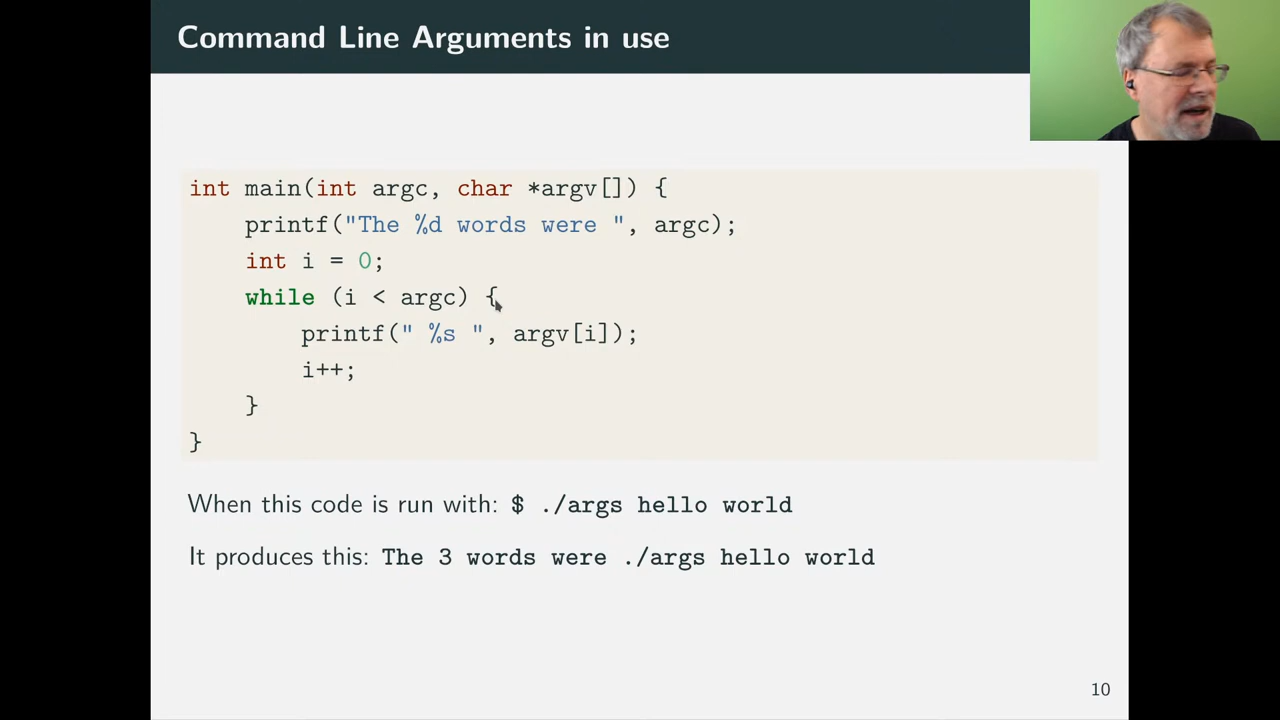 Command Line Arguments in use
int main(int argc, char *argv[]) {
    printf("The %d words were ", argc);
    int i = 0;
    while (i < argc) {
        printf(" %s ", argv[i]);
        i++;
    }
}
When this code is run with: $ ./args hello world
It produces this: The 3 words were ./args hello world
10